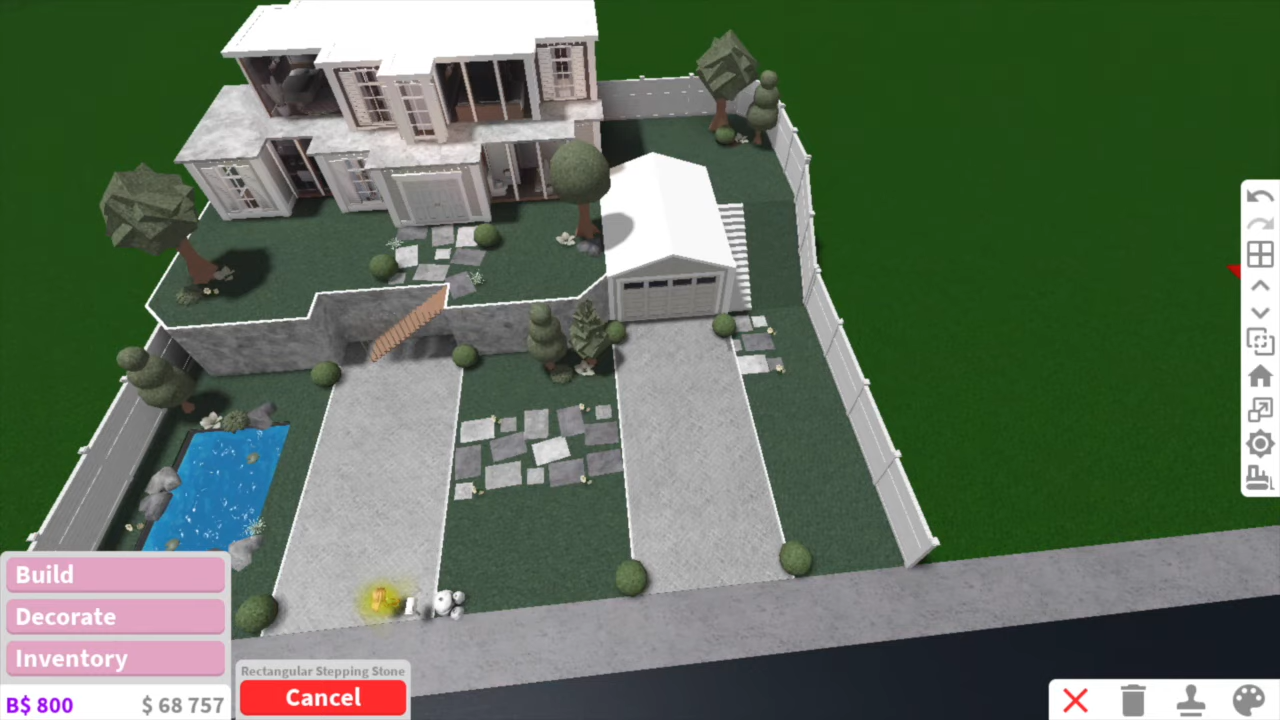 Build
Decorate
Inventory
B$ 800 $ 68 757
Rectangular Stepping Stone
Cancel